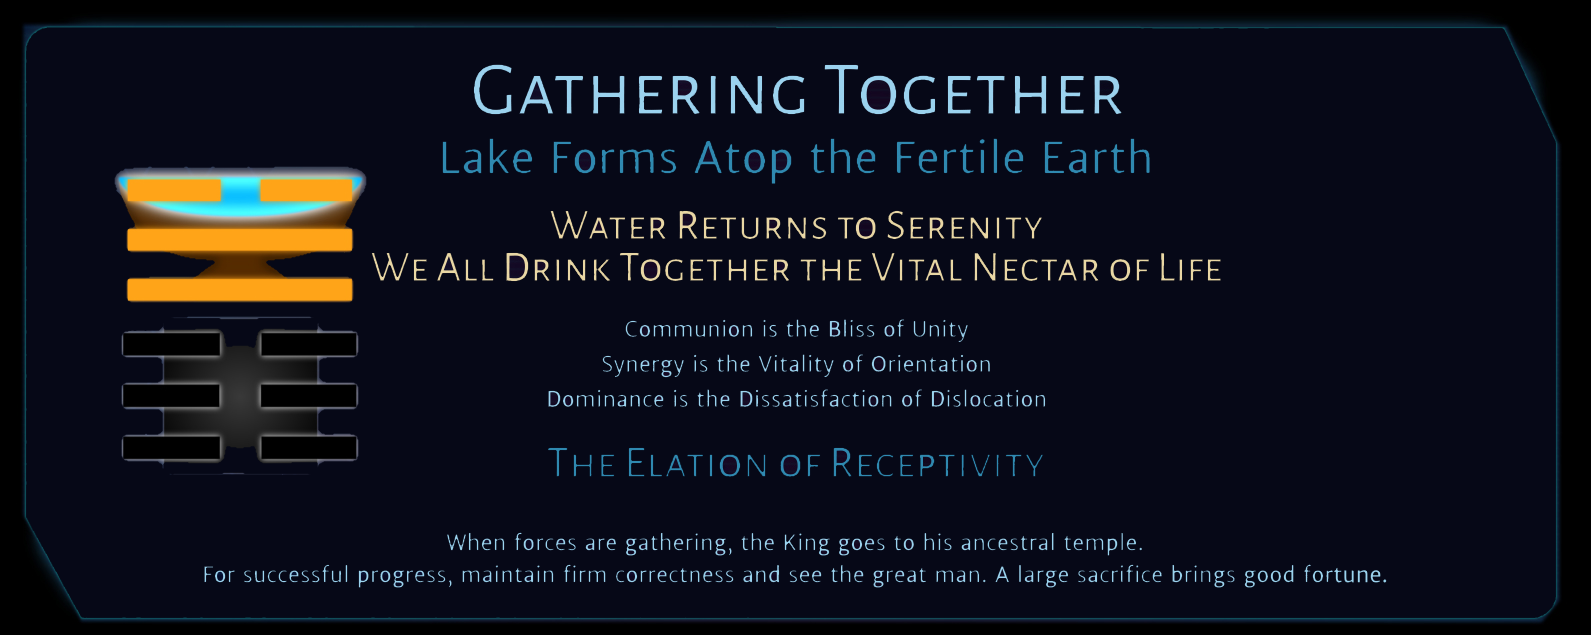 Gathering Together
Lake Forms Atop the Fertile Earth
Water Returns to Serenity
We All Drink Together the Vital Nectar of Life
Communion is the Bliss of Unity
Synergy is the Vitality of Orientation
Dominance is the Dissatisfaction of Dislocation
The Elation of Receptivity
When forces are gathering, the King goes to his ancestral temple.
For successful progress, maintain firm correctness and see the great man. A large sacrifice brings good fortune.